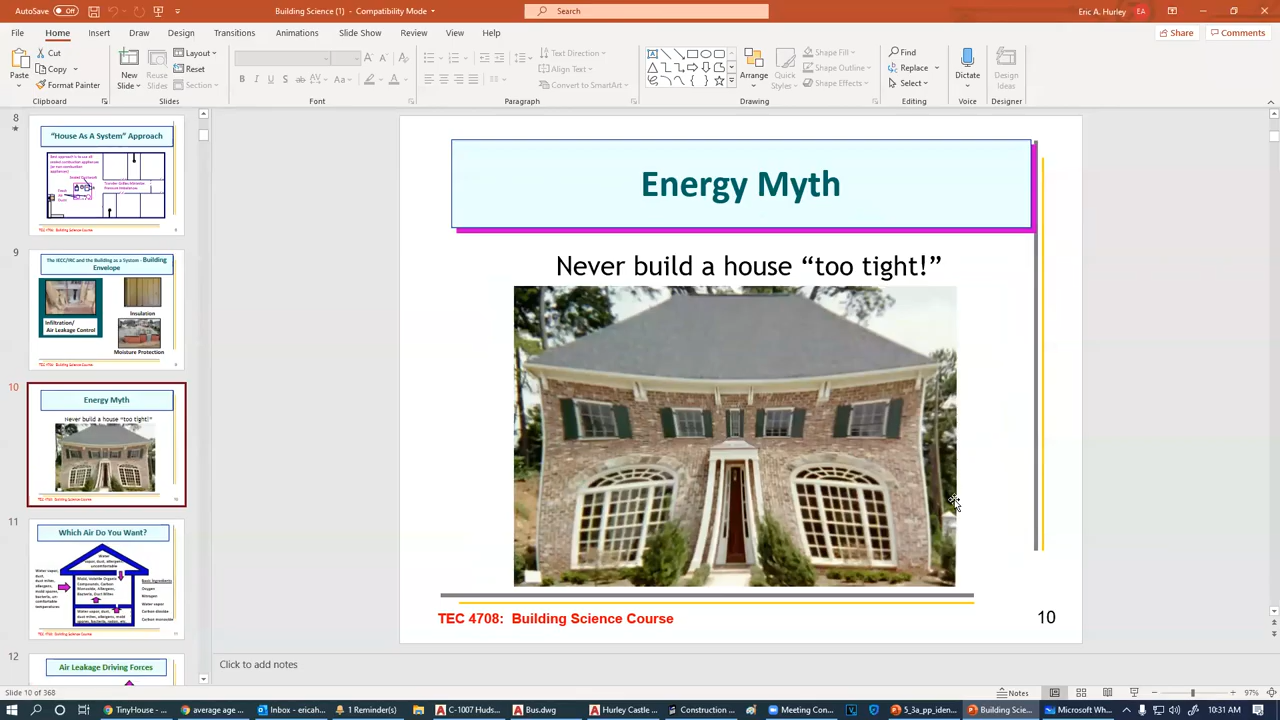 AutoSave Off
Building Science (1) - Compatibility Mode
Search
Eric A. Hurley
EA
File Home Insert Draw Design Transitions Animations Slide Show Review View Help
Share Comments
Cut
Copy
Format Painter
Paste
Clipboard
New
Slide
Reuse
Slides
Layout
Reset
Section
Slides
B I U S ab AV Aa
Font
Text Direction
Align Text
Convert to SmartArt
Paragraph
Arrange
Quick
Styles
Shape Fill
Shape Outline
Shape Effects
Drawing
Find
Replace
Select
Editing
Dictate
Voice
Design
Ideas
Designer
8
"House As A System" Approach
9
The IECC/IRC and the Building as a System - Building
Envelope
Infiltration/
Air Leakage Control
Insulation
Moisture Protection
10
Energy Myth
Never build a house "too tight!"
11
Which Air Do You Want?
12
Air Leakage Driving Forces
Energy Myth
Never build a house “too tight!”
TEC 4708: Building Science Course
10
Click to add notes
Slide 10 of 368
Notes
97%
TinyHouse -
average age
Inbox - ericah...
1 Reminder(s)
C-1007 Huds...
Bus.dwg
Hurley Castle...
Construction ...
Meeting Con...
5_3a_pp_iden...
Building Scie...
10:31 AM